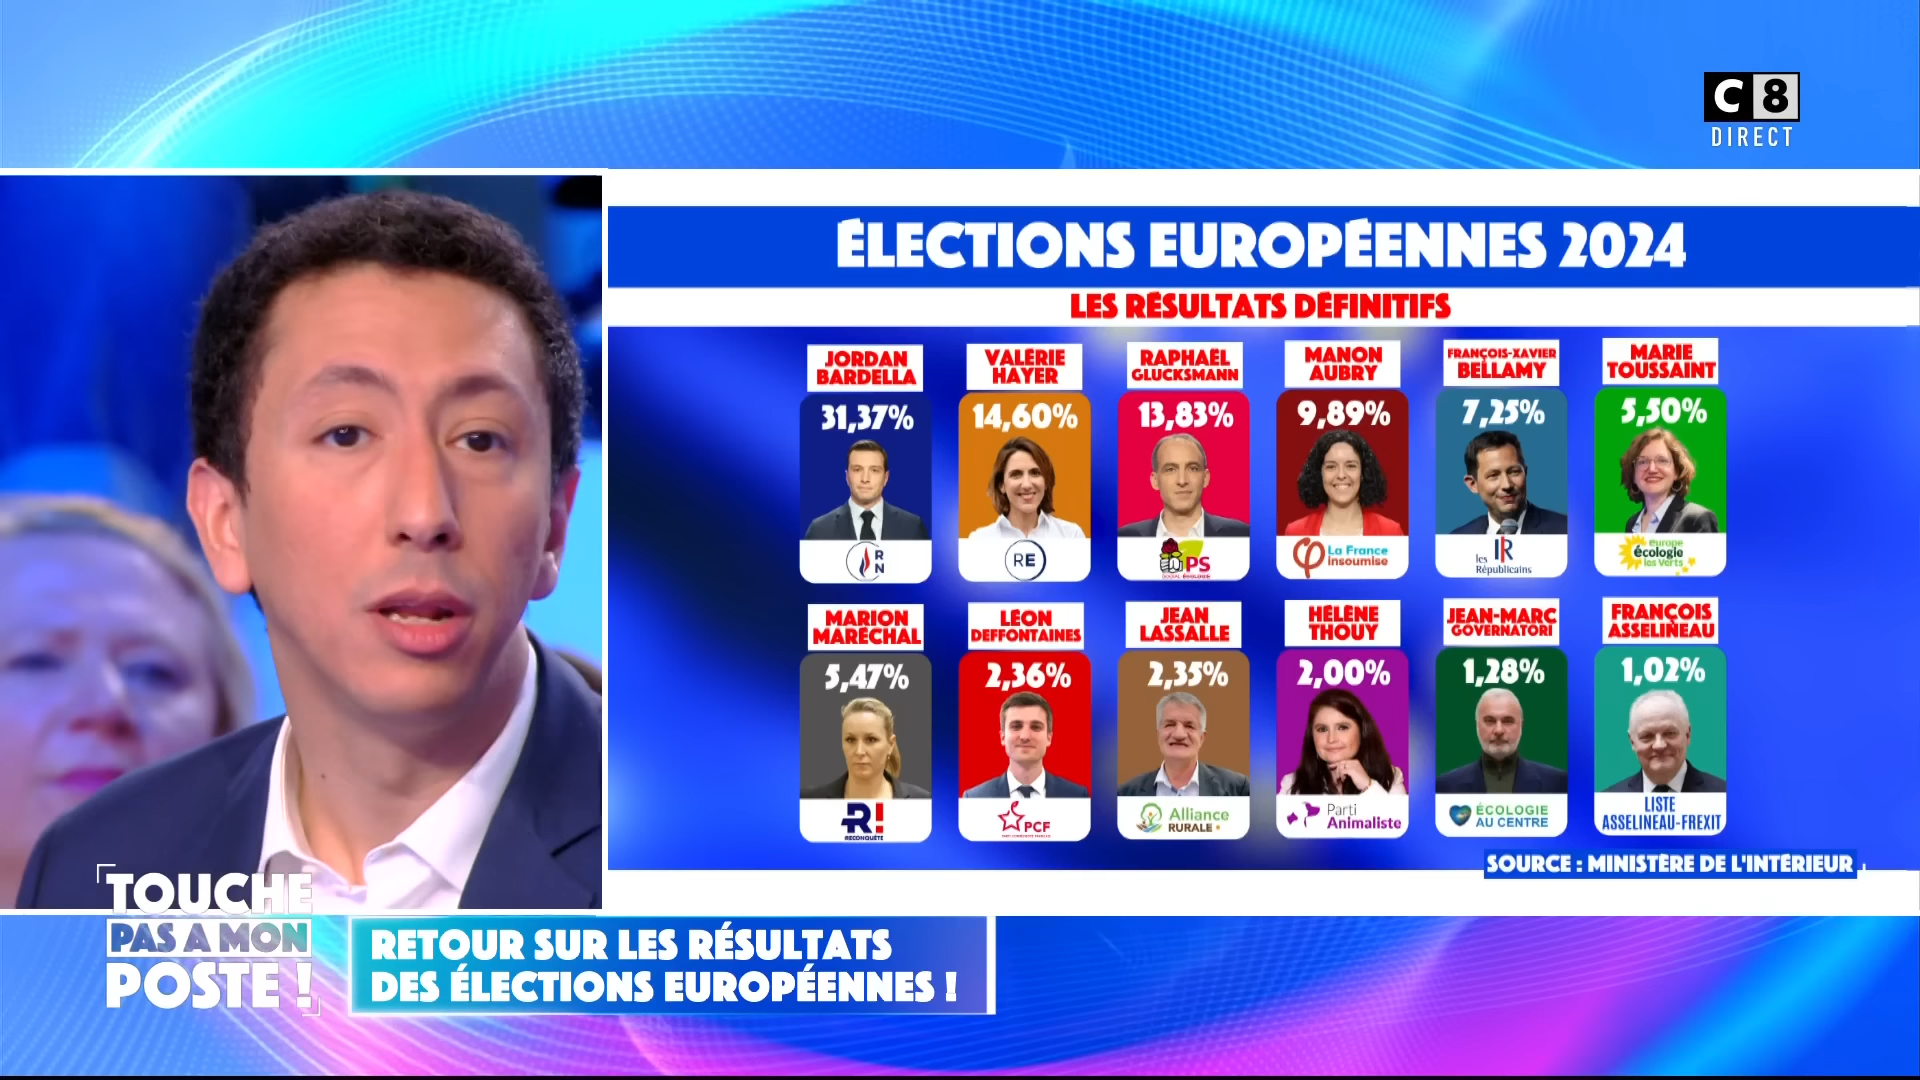 C8
DIRECT
ÉLECTIONS EUROPÉENNES 2024
LES RÉSULTATS DÉFINITIFS
JORDAN
BARDELLA
31,37%
RN
VALÉRIE
HAYER
14,60%
RE
RAPHAËL
GLUCKSMANN
13,83%
PS
MANON
AUBRY
9,89%
La France
insoumise
FRANÇOIS-XAVIER
BELLAMY
7,25%
les
Républicains
MARIE
TOUSSAINT
5,50%
europe
écologie
les verts
MARION
MARÉCHAL
5,47%
R!
RECONQUÊTE
LÉON
DEFFONTAINES
2,36%
PCF
JEAN
LASSALLE
2,35%
Alliance
RURALE
HÉLÈNE
THOUY
2,00%
Parti
Animaliste
JEAN-MARC
GOVERNATORI
1,28%
ÉCOLOGIE
AU CENTRE
FRANÇOIS
ASSELINEAU
1,02%
LISTE
ASSELINEAU-FREXIT
SOURCE : MINISTÈRE DE L'INTÉRIEUR
TOUCHE
PAS A MON
POSTE !
RETOUR SUR LES RÉSULTATS
DES ÉLECTIONS EUROPÉENNES !